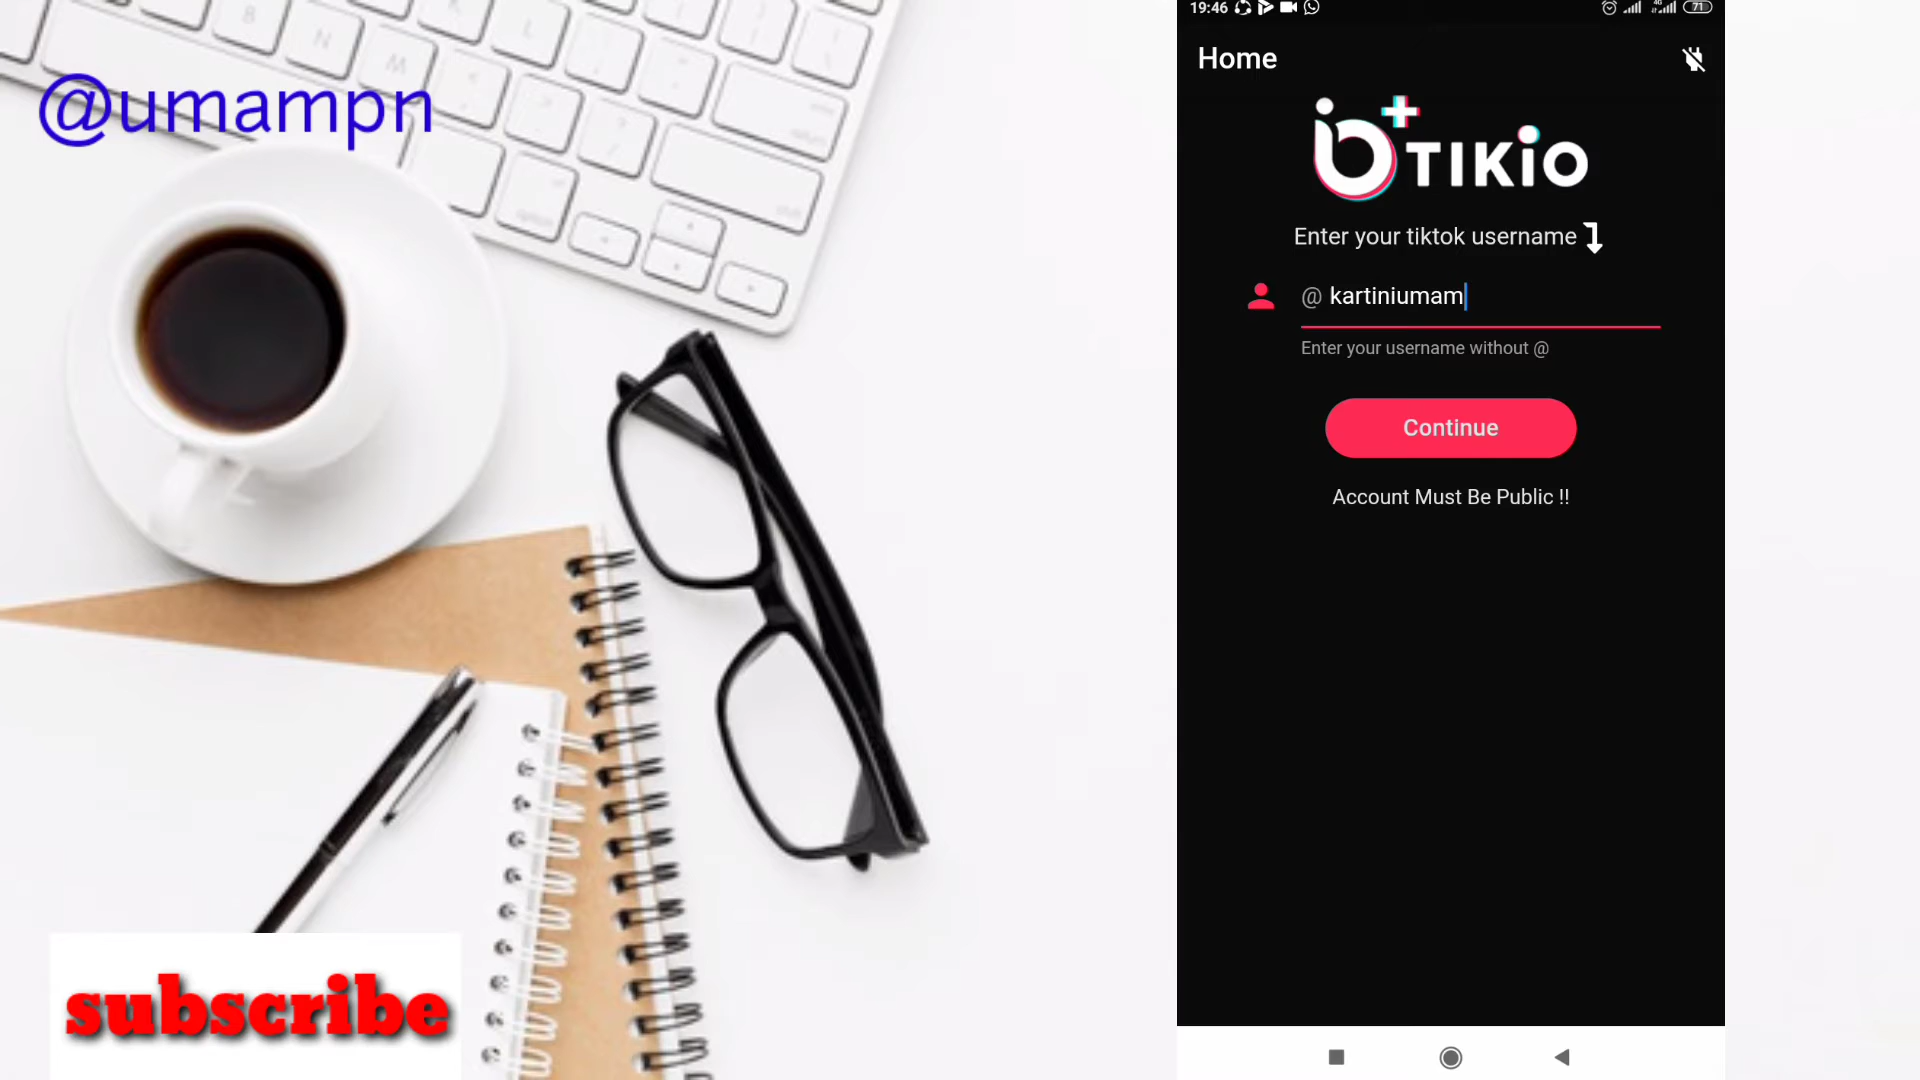 @umampn
19:46
71
Home
TIKIO
Enter your tiktok username
@ kartiniumam
Enter your username without @
Continue
Account Must Be Public !!
subscribe